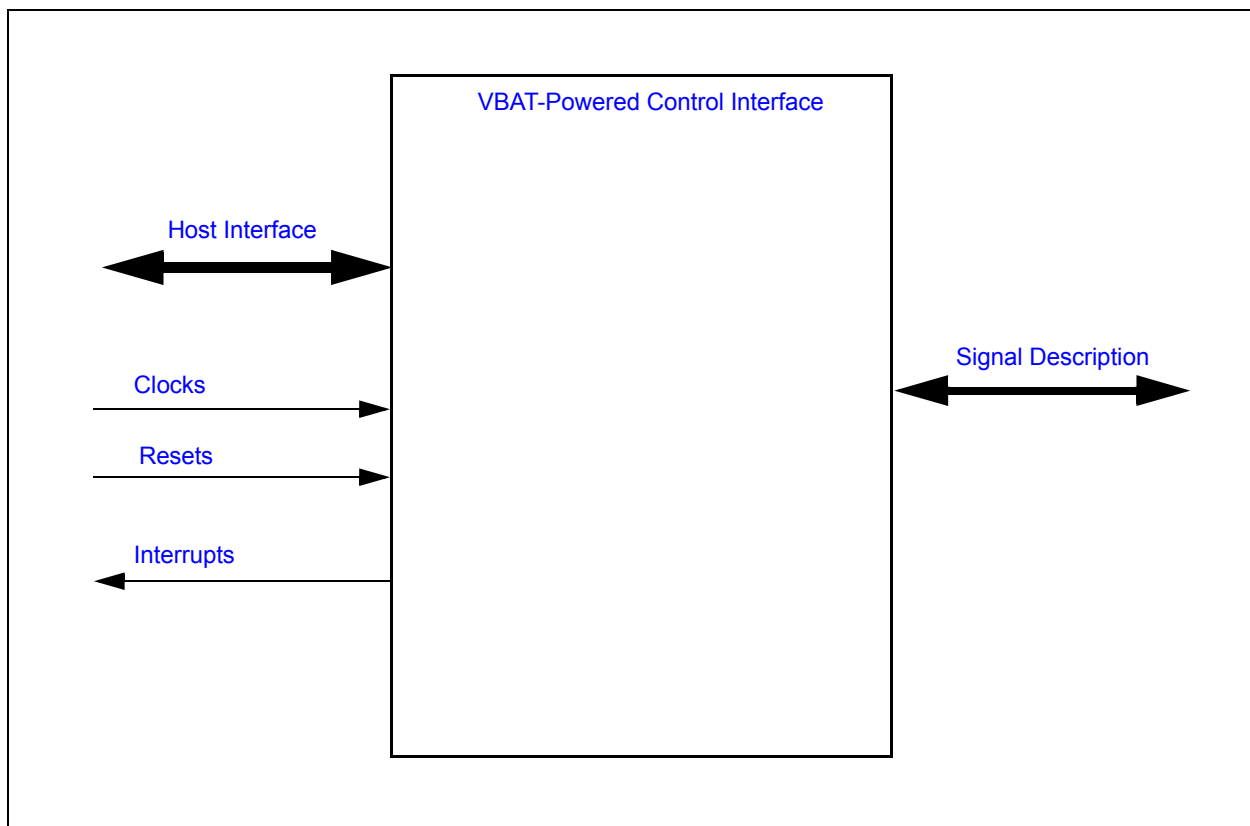 VBAT-Powered Control Interface
Host Interface
Signal Description
Clocks
Resets
Interrupts